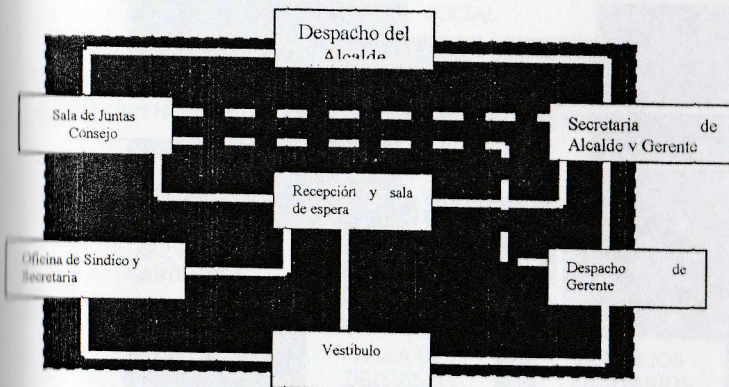 Despacho del
Alcalde
Sala de Juntas
Consejo
Secretaria de
Alcalde y Gerente
Recepción y sala
de espera
Oficina de Sindico y
Secretaria
Despacho de
Gerente
Vestíbulo